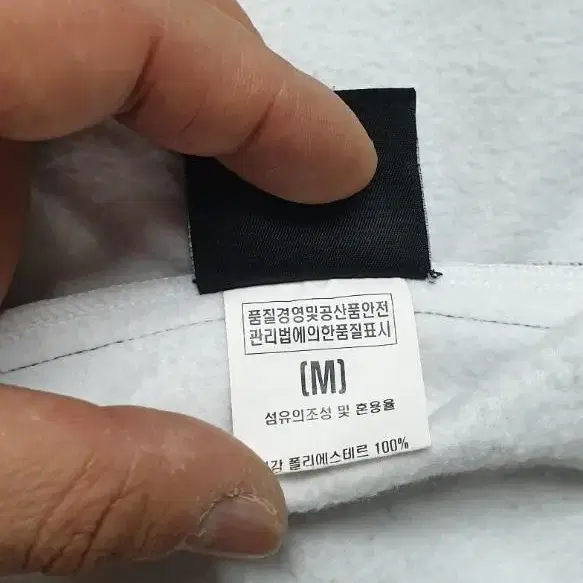 품질경영및공산품안전
관리법에의한품질표시
(M)
섬유의조성 및 혼용율
폴리에스테르 100%